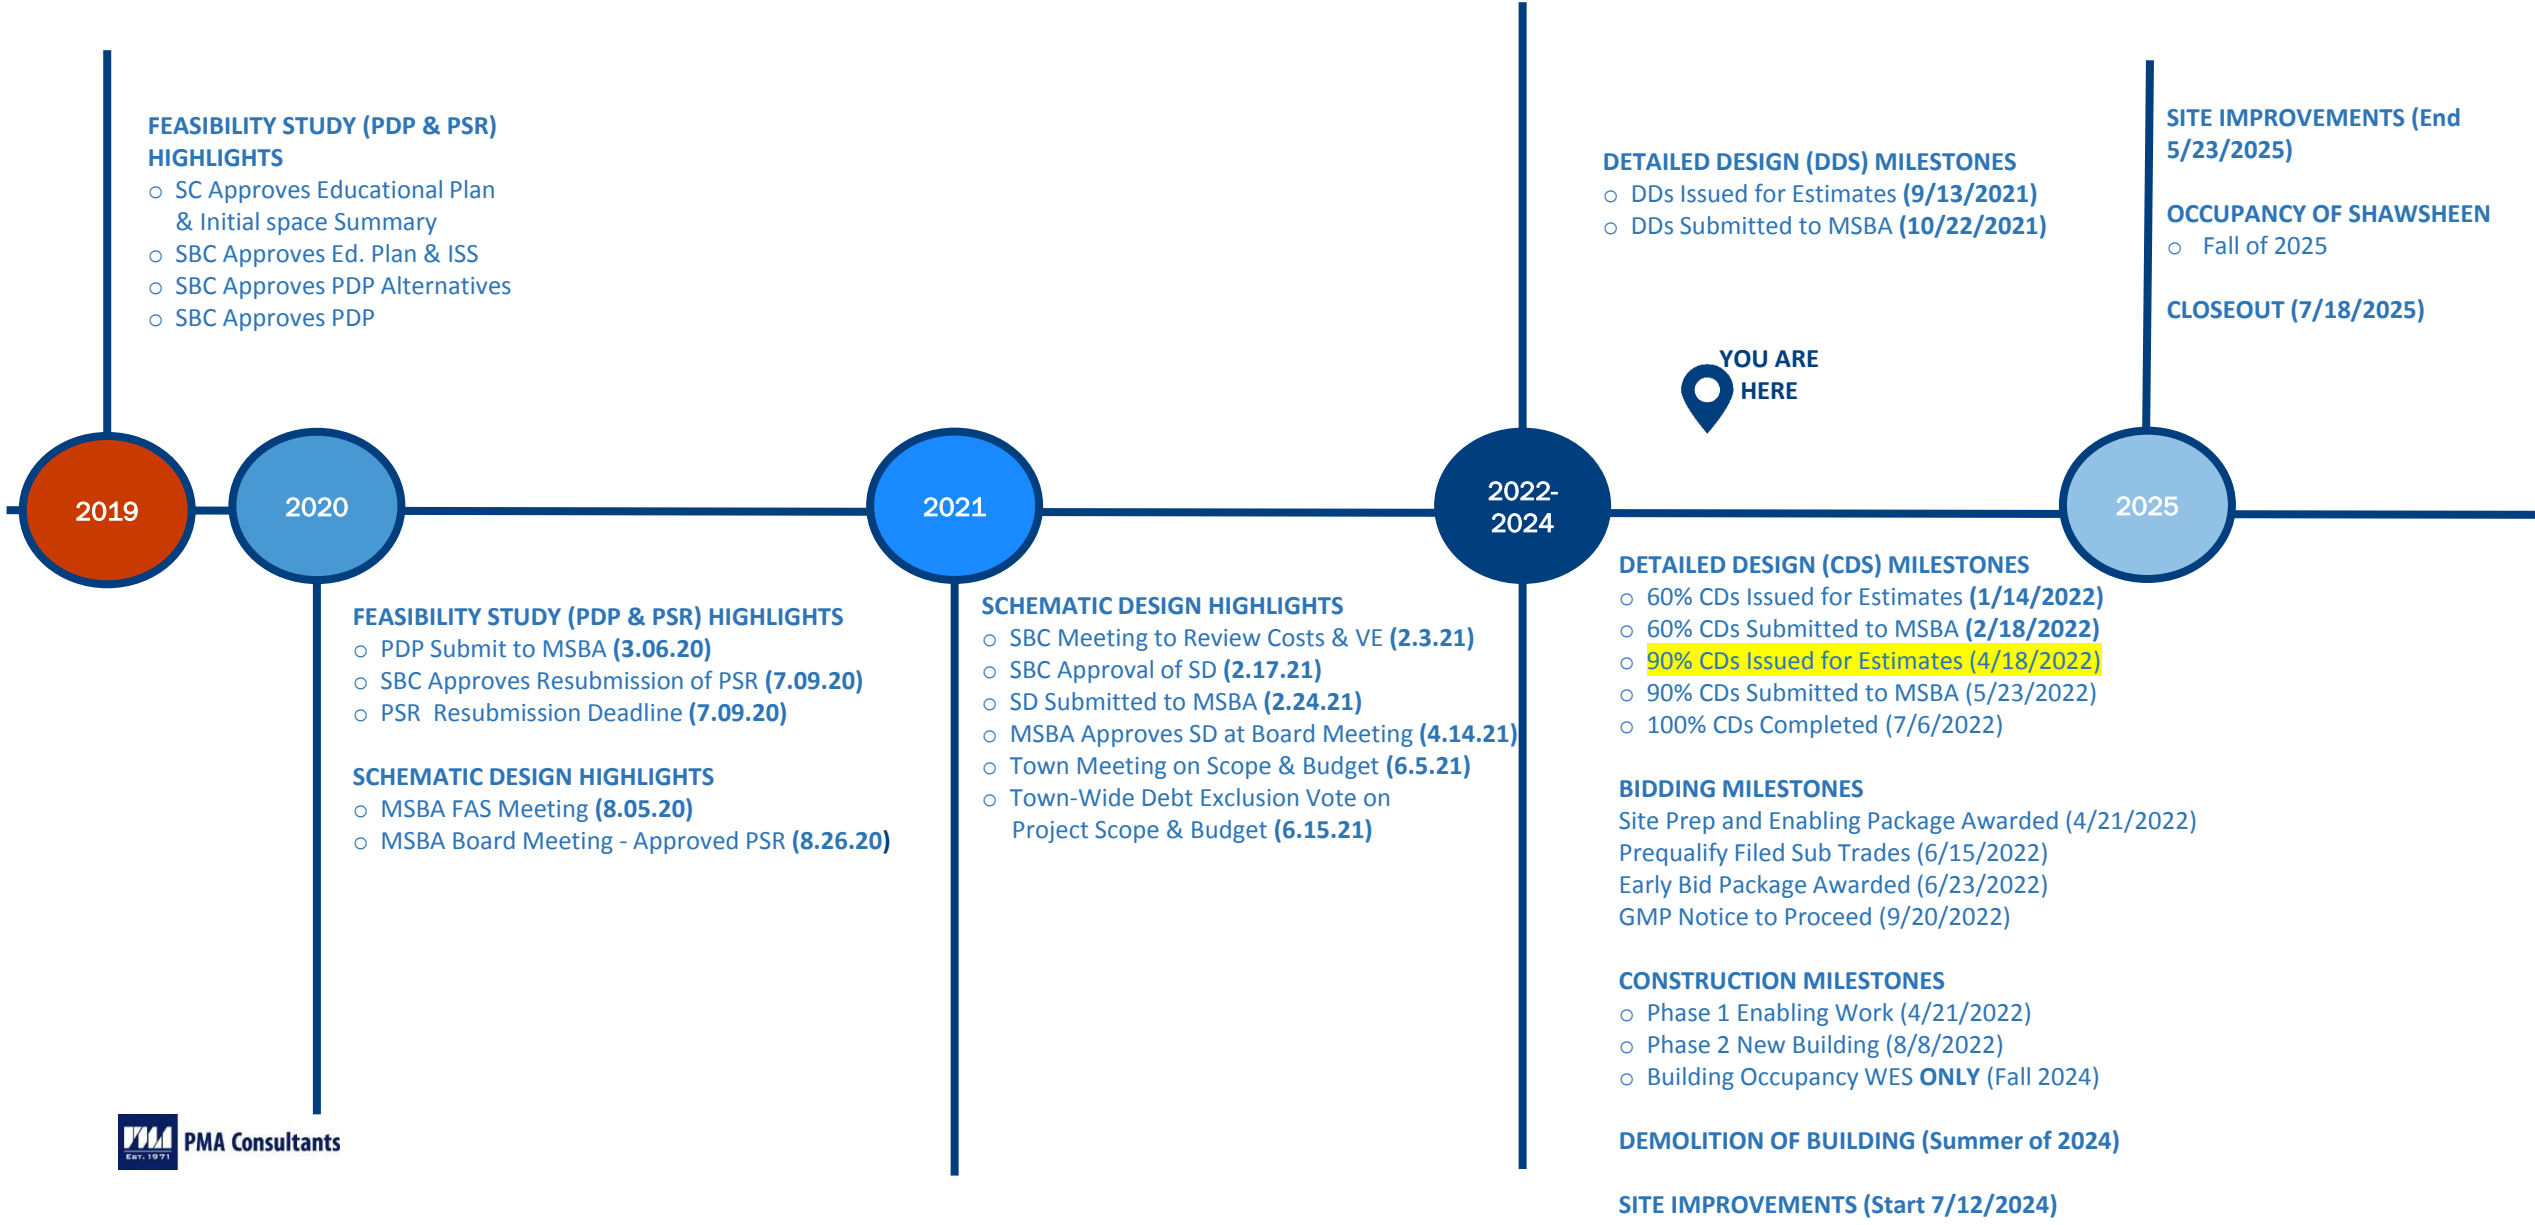 FEASIBILITY STUDY (PDP & PSR)
HIGHLIGHTS
○ SC Approves Educational Plan
& Initial space Summary
○ SBC Approves Ed. Plan & ISS
○ SBC Approves PDP Alternatives
○ SBC Approves PDP
2019
2020
FEASIBILITY STUDY (PDP & PSR) HIGHLIGHTS
○ PDP Submit to MSBA (3.06.20)
○ SBC Approves Resubmission of PSR (7.09.20)
○ PSR Resubmission Deadline (7.09.20)
SCHEMATIC DESIGN HIGHLIGHTS
○ MSBA FAS Meeting (8.05.20)
○ MSBA Board Meeting - Approved PSR (8.26.20)
2021
SCHEMATIC DESIGN HIGHLIGHTS
○ SBC Meeting to Review Costs & VE (2.3.21)
○ SBC Approval of SD (2.17.21)
○ SD Submitted to MSBA (2.24.21)
○ MSBA Approves SD at Board Meeting (4.14.21)
○ Town Meeting on Scope & Budget (6.5.21)
○ Town-Wide Debt Exclusion Vote on
Project Scope & Budget (6.15.21)
2022-
2024
DETAILED DESIGN (DDS) MILESTONES
○ DDs Issued for Estimates (9/13/2021)
○ DDs Submitted to MSBA (10/22/2021)
YOU ARE
HERE
DETAILED DESIGN (CDS) MILESTONES
○ 60% CDs Issued for Estimates (1/14/2022)
○ 60% CDs Submitted to MSBA (2/18/2022)
○ 90% CDs Issued for Estimates (4/18/2022)
○ 90% CDs Submitted to MSBA (5/23/2022)
○ 100% CDs Completed (7/6/2022)
BIDDING MILESTONES
Site Prep and Enabling Package Awarded (4/21/2022)
Prequalify Filed Sub Trades (6/15/2022)
Early Bid Package Awarded (6/23/2022)
GMP Notice to Proceed (9/20/2022)
CONSTRUCTION MILESTONES
○ Phase 1 Enabling Work (4/21/2022)
○ Phase 2 New Building (8/8/2022)
○ Building Occupancy WES ONLY (Fall 2024)
DEMOLITION OF BUILDING (Summer of 2024)
SITE IMPROVEMENTS (Start 7/12/2024)
2025
SITE IMPROVEMENTS (End
5/23/2025)
OCCUPANCY OF SHAWSHEEN
○ Fall of 2025
CLOSEOUT (7/18/2025)
PMA
EST. 1971
PMA Consultants